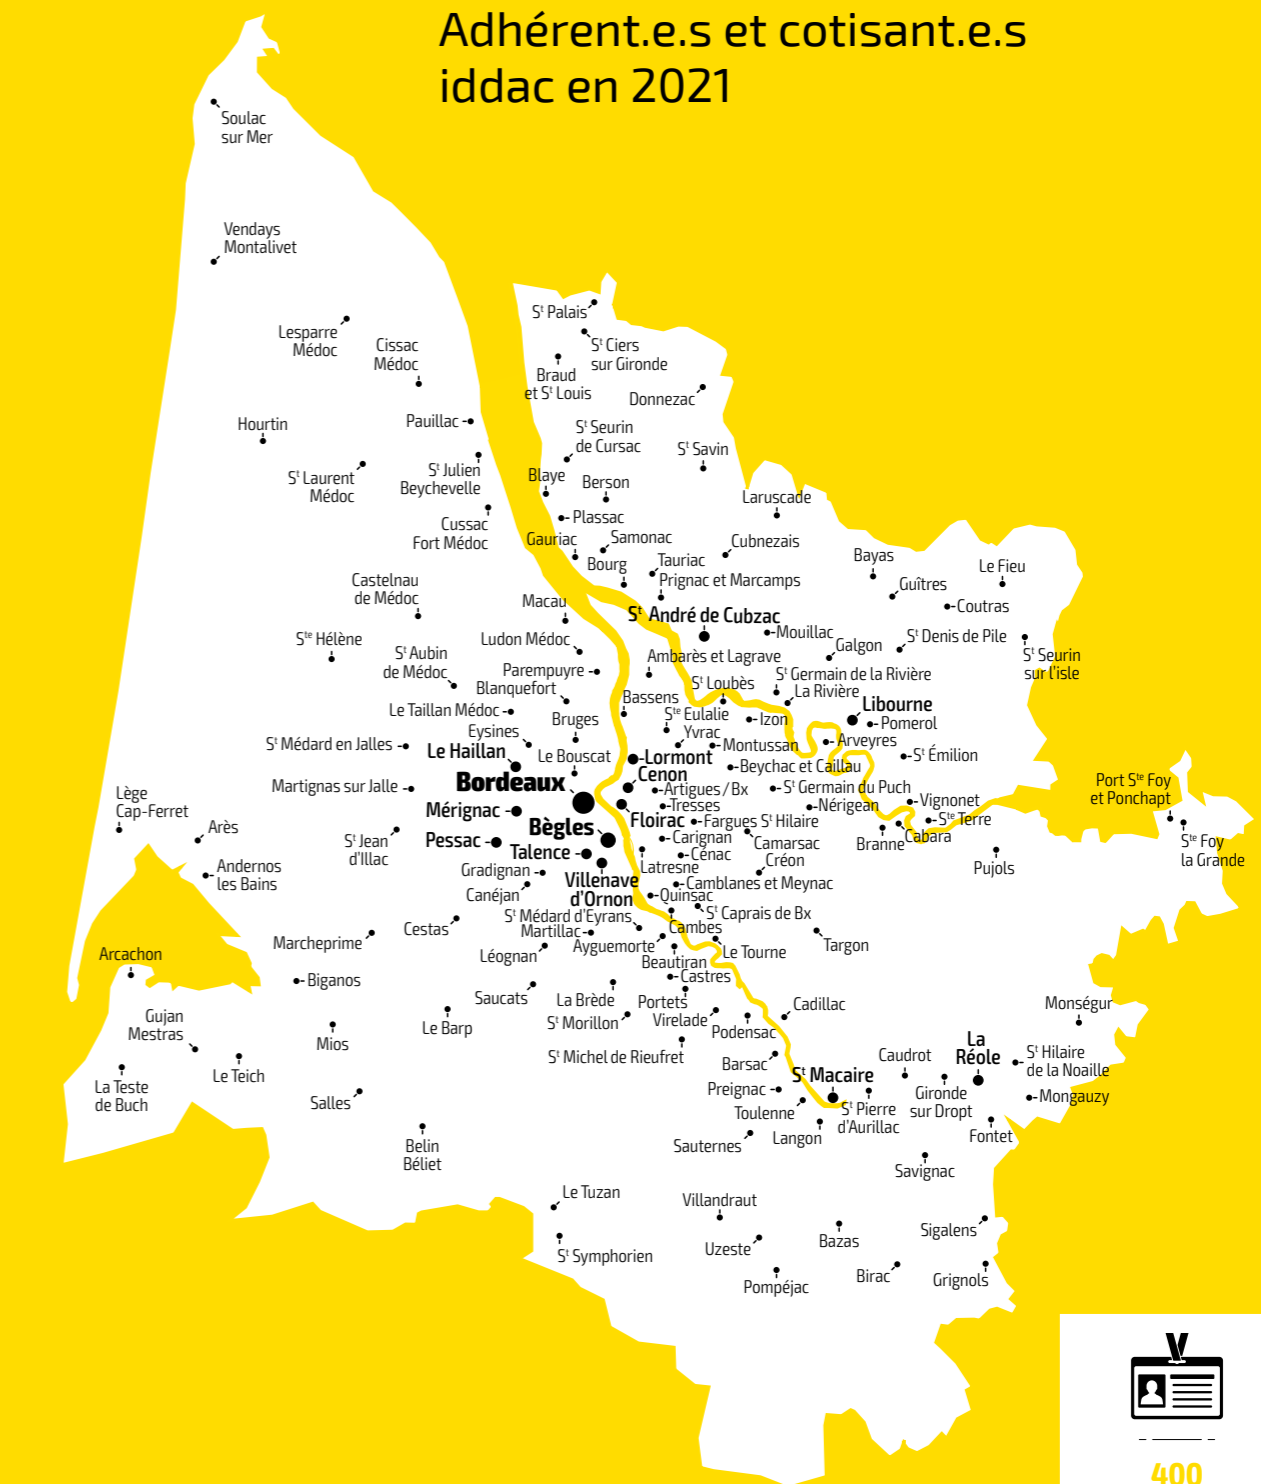 Adhérent.e.s et cotisant.e.s
iddac en 2021
Soulac
sur Mer
Vendays
Montalivet
Lesparre
Médoc
Cissac
Médoc
Hourtin
Pauillac
St Laurent
Médoc
St Julien
Beychevelle
Cussac
Fort Médoc
St Palais
St Ciers
sur Gironde
Braud
et St Louis
Donnezac
St Seurin
de Cursac
St Savin
Blaye
Berson
Plassac
Laruscade
Gauriac
Samonac
Cubnezais
Bourg
Tauriac
Prignac et Marcamps
Bayas
Le Fieu
Guîtres
Coutras
Castelnau
de Médoc
Macau
St André de Cubzac
Mouillac
Galgon
St Denis de Pile
St Seurin
sur l'isle
Ste Hélène
Ludon Médoc
St Aubin
de Médoc
Parempuyre
Ambarès et Lagrave
St Germain de la Rivière
Blanquefort
St Loubès
La Rivière
Le Taillan Médoc
Bassens
Libourne
Bruges
Ste Eulalie
Izon
Pomerol
Eysines
Yvrac
St Médard en Jalles
Le Haillan
Le Bouscat
Montussan
Arveyres
Lormont
St Émilion
Cenon
Beychac et Caillau
Bordeaux
Martignas sur Jalle
Artigues / Bx
St Germain du Puch
Port Ste Foy
et Ponchapt
Lège
Cap-Ferret
Tresses
Nérigean
Vignonet
Mérignac
Floirac
Fargues St Hilaire
Ste Terre
Arès
Bègles
St Jean
d'Illac
Pessac
Carignan
Camarsac
Branne
Cabara
Ste Foy
la Grande
Talence
Cénac
Créon
Pujols
Andernos
les Bains
Gradignan
Latresne
Villenave
d'Ornon
Camblanes et Meynac
Canéjan
Quinsac
St Médard d'Eyrans
St Caprais de Bx
Cestas
Martillac
Cambes
Marcheprime
Léognan
Ayguemorte
Le Tourne
Targon
Arcachon
Beautiran
Castres
Biganos
Saucats
La Brède
Portets
Cadillac
Monségur
Gujan
Mestras
Le Barp
St Morillon
Virelade
Podensac
Mios
St Michel de Rieufret
La
Réole
Caudrot
St Hilaire
de la Noaille
Barsac
St Macaire
Le Teich
La Teste
de Buch
Preignac
Gironde
sur Dropt
Mongauzy
Salles
Toulenne
St Pierre
d'Aurillac
Fontet
Langon
Sauternes
Belin
Béliet
Savignac
Le Tuzan
Villandraut
Sigalens
Uzeste
Bazas
St Symphorien
Pompéjac
Birac
Grignols
400